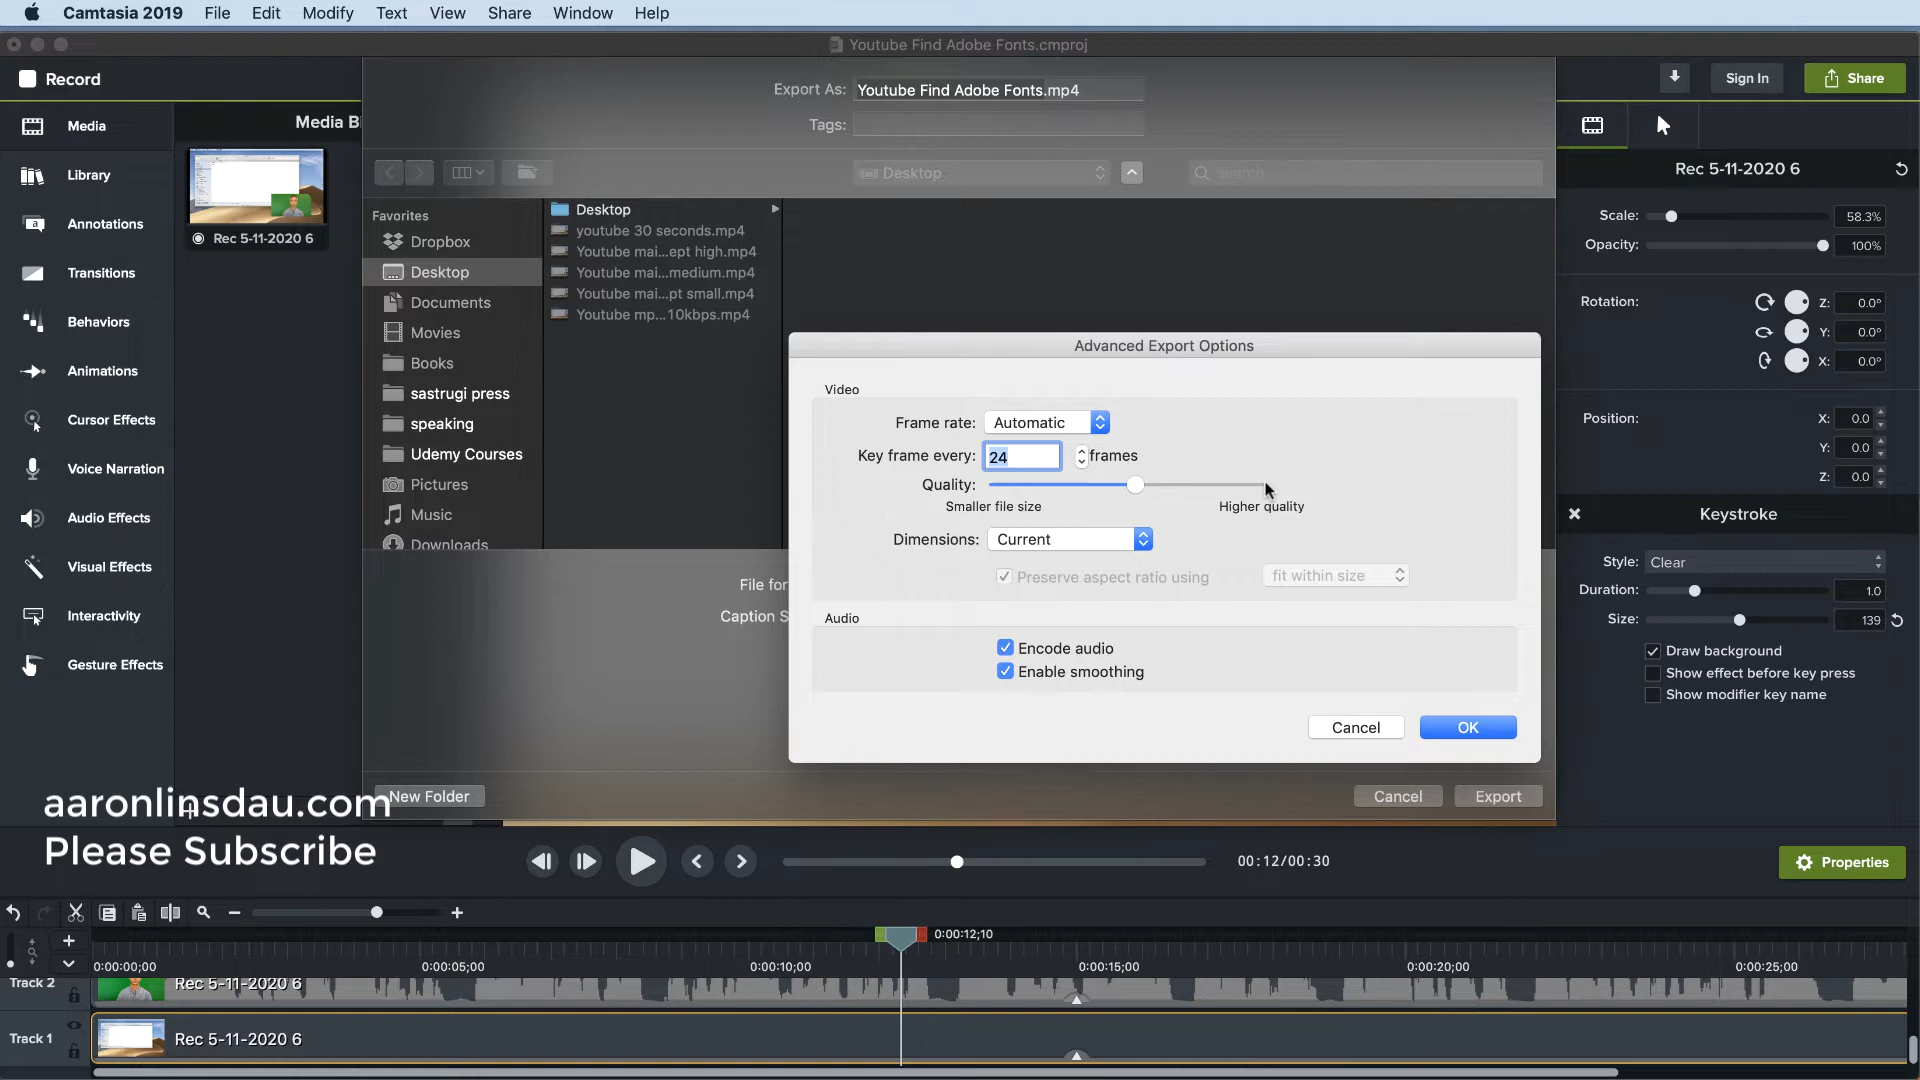 Camtasia 2019 File Edit Modify Text View Share Window Help
Youtube Find Adobe Fonts.cmproj
Record
Export As: Youtube Find Adobe Fonts.mp4
Tags:
Sign In
Share
Media
Library
Annotations
Transitions
Behaviors
Animations
Cursor Effects
Voice Narration
Audio Effects
Visual Effects
Interactivity
Gesture Effects
Media Bi
Rec 5-11-2020 6
Desktop
Search
Favorites
Dropbox
Desktop
Documents
Movies
Books
sastrugi press
speaking
Udemy Courses
Pictures
Music
Downloads
Desktop
youtube 30 seconds.mp4
Youtube mai...ept high.mp4
Youtube mai...medium.mp4
Youtube mai...pt small.mp4
Youtube mp...10kbps.mp4
File for
Caption S
New Folder
Cancel
Export
Advanced Export Options
Video
Frame rate: Automatic
Key frame every: 24 frames
Quality:
Smaller file size Higher quality
Dimensions: Current
Preserve aspect ratio using fit within size
Audio
Encode audio
Enable smoothing
Cancel OK
Rec 5-11-2020 6
Scale: 58.3%
Opacity: 100%
Rotation: Z: 0.0°
Y: 0.0°
X: 0.0°
Position: X: 0.0
Y: 0.0
Z: 0.0
Keystroke
Style: Clear
Duration: 1.0
Size: 139
Draw background
Show effect before key press
Show modifier key name
aaronlinsdau.com
Please Subscribe
00:12/00:30
Properties
0:00:12;10
0:00:00;00 0:00:05;00 0:00:10;00 0:00:15;00 0:00:20;00 0:00:25;00
Track 2 Rec 5-11-2020 6
Track 1 Rec 5-11-2020 6